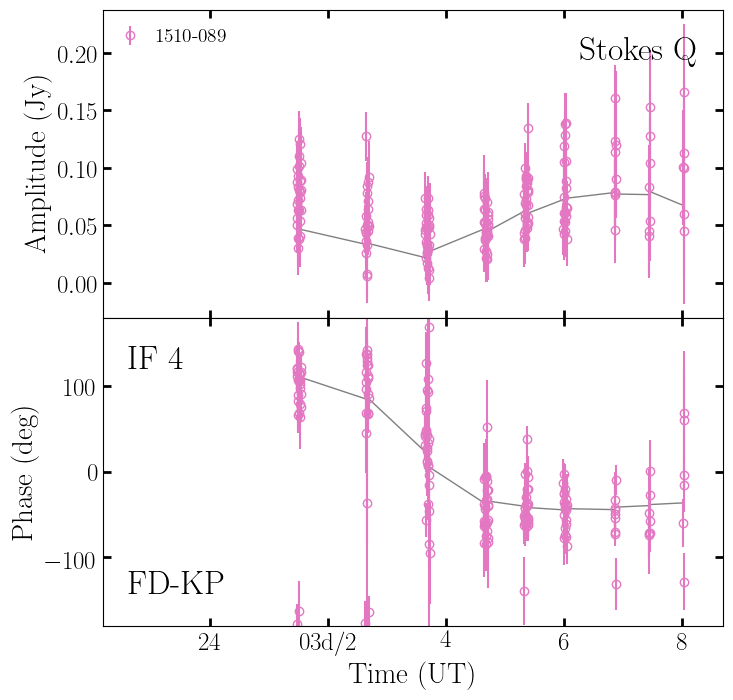 1510-089
Stokes Q
0.20
0.15
0.10
0.05
0.00
Amplitude (Jy)
IF 4
100
0
−100
Phase (deg)
FD-KP
24 03d/2 4 6 8
Time (UT)